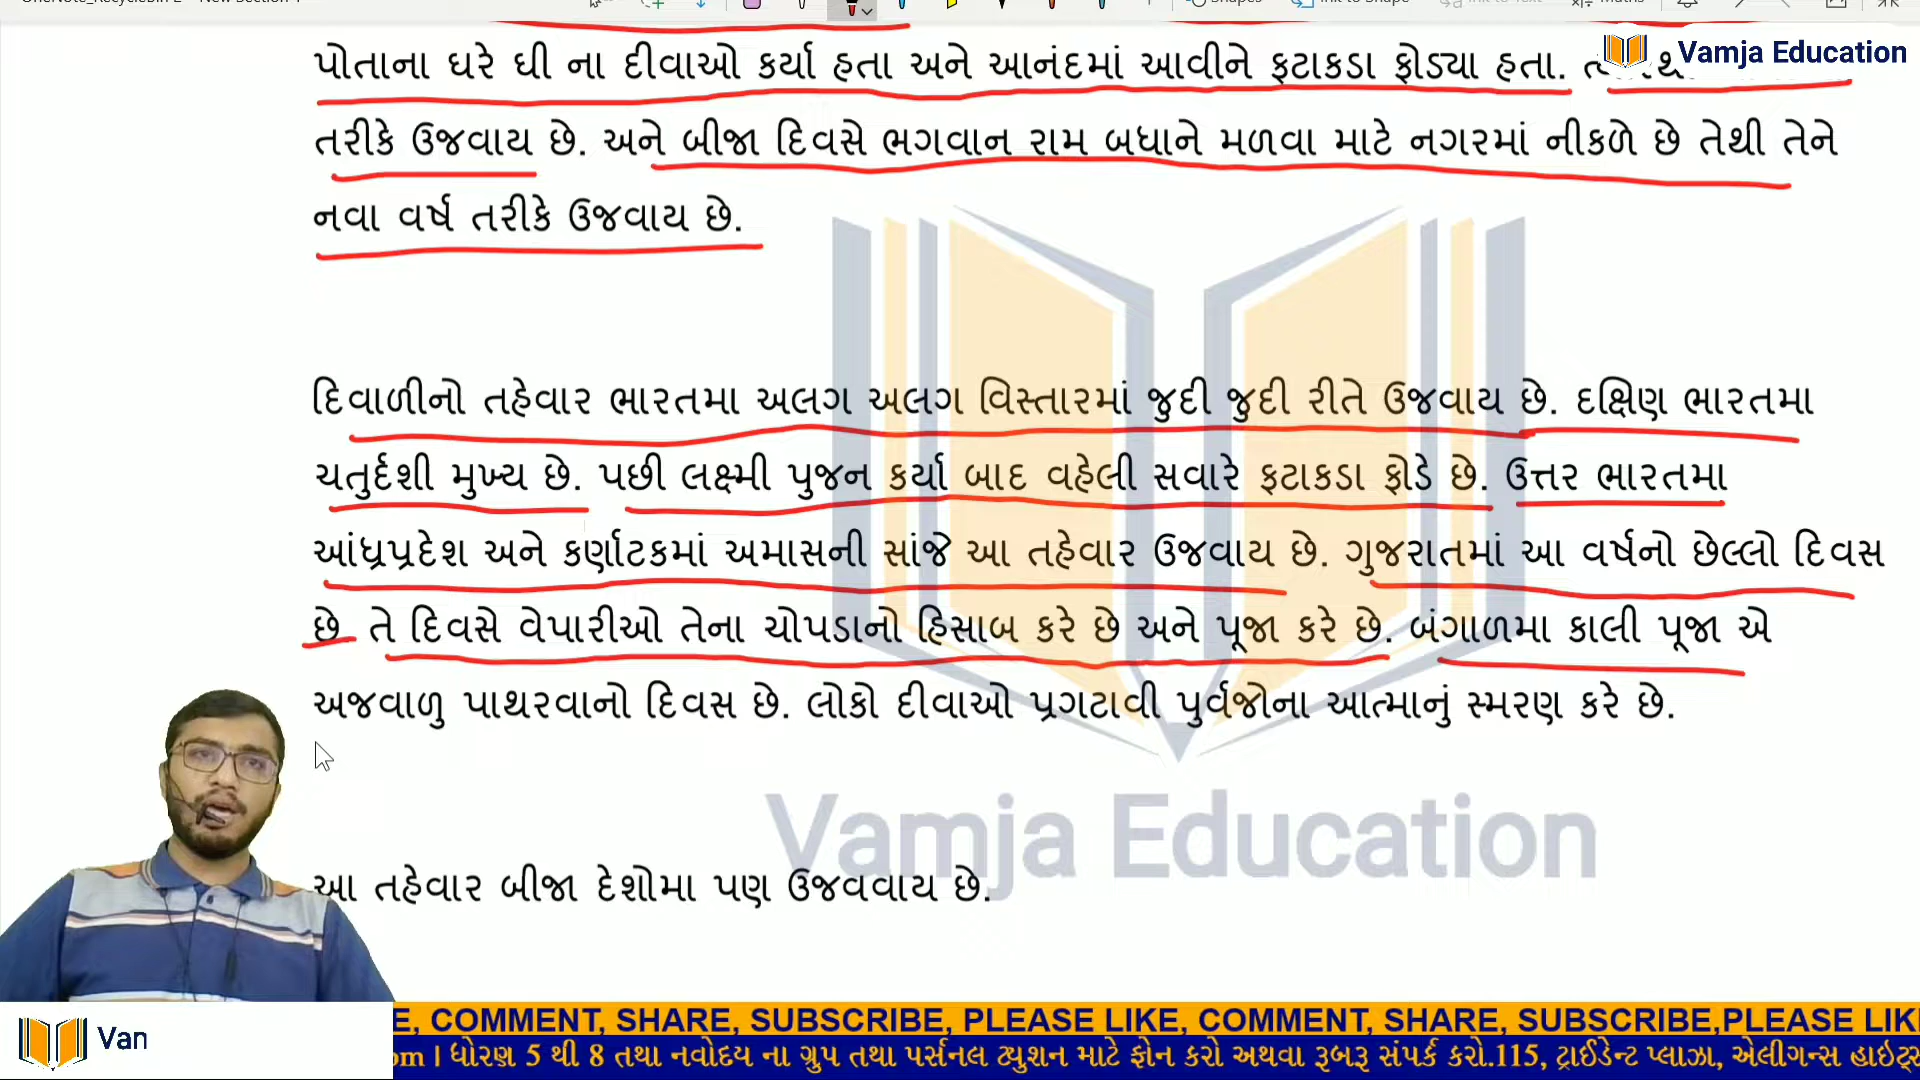 પોતાના ઘરે ઘી ના દીવાઓ કર્યા હતા અને આનંદમાં આવીને ફટાકડા ફોડ્યા હતા.
Vamja Education
તરીકે ઉજવાય છે. અને બીજા દિવસે ભગવાન રામ બધાને મળવા માટે નગરમાં નીકળે છે તેથી તેને
નવા વર્ષ તરીકે ઉજવાય છે.
દિવાળીનો તહેવાર ભારતમા અલગ અલગ વિસ્તારમાં જુદી જુદી રીતે ઉજવાય છે. દક્ષિણ ભારતમા
ચતુર્દશી મુખ્ય છે. પછી લક્ષ્મી પુજન કર્યા બાદ વહેલી સવારે ફટાકડા ફોડે છે. ઉત્તર ભારતમા
આંધ્રપ્રદેશ અને કર્ણાટકમાં અમાસની સાંજે આ તહેવાર ઉજવાય છે. ગુજરાતમાં આ વર્ષનો છેલ્લો દિવસ
છે તે દિવસે વેપારીઓ તેના ચોપડાનો હિસાબ કરે છે અને પૂજા કરે છે. બંગાળમા કાલી પૂજા એ
અજવાળુ પાથરવાનો દિવસ છે. લોકો દીવાઓ પ્રગટાવી પુર્વજોના આત્માનું સ્મરણ કરે છે.
Vamja Education
આ તહેવાર બીજા દેશોમા પણ ઉજવવાય છે.
E, COMMENT, SHARE, SUBSCRIBE, PLEASE LIKE, COMMENT, SHARE, SUBSCRIBE,PLEASE LIK
Van
om | ધોરણ 5 થી 8 તથા નવોદય ના ગ્રુપ તથા પર્સનલ ટ્યુશન માટે ફોન કરો અથવા રૂબરૂ સંપર્ક કરો.115, ટ્રાઈડેન્ટ પ્લાઝા, એલીગન્સ હાઇટ્સ